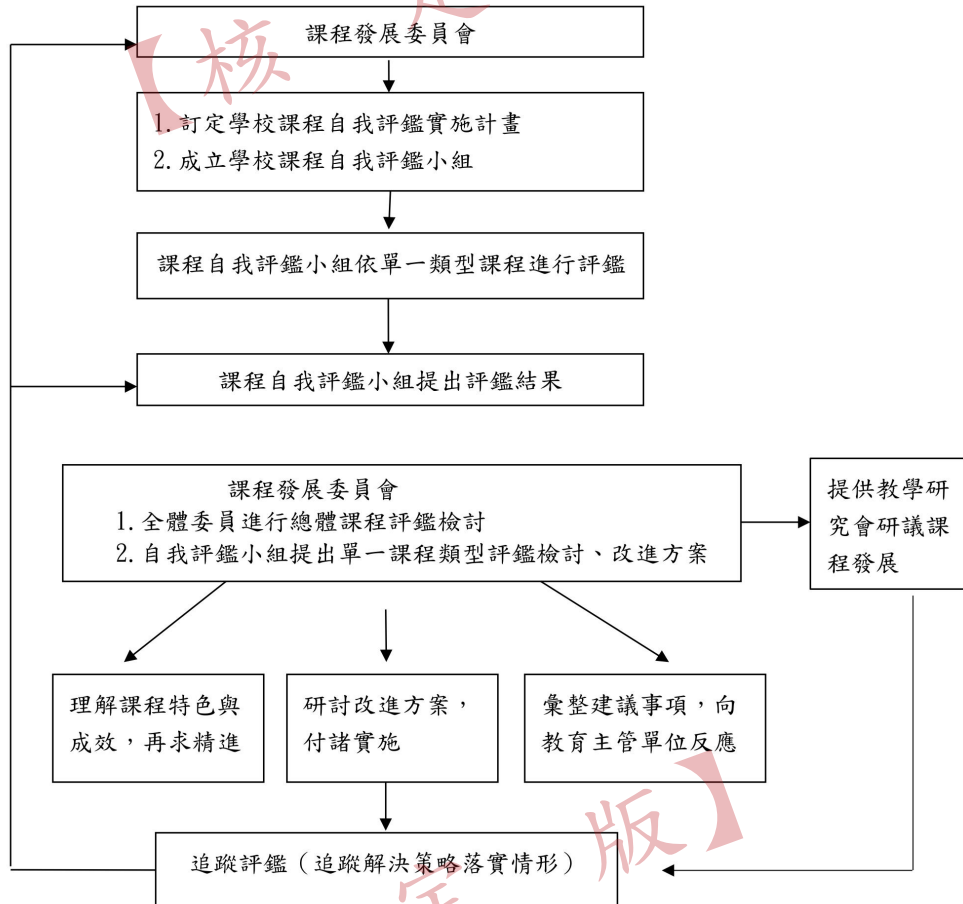 課程發展委員會
1.訂定學校課程自我評鑑實施計畫
2.成立學校課程自我評鑑小組
課程自我評鑑小組依單一類型課程進行評鑑
課程自我評鑑小組提出評鑑結果
課程發展委員會
1.全體委員進行總體課程評鑑檢討
2.自我評鑑小組提出單一課程類型評鑑檢討、改進方案
提供教學研
究會研議課
程發展
理解課程特色與
成效，再求精進
研討改進方案，
付諸實施
彙整建議事項，向
教育主管單位反應
追蹤評鑑（追蹤解決策略落實情形）
【核定
定版】